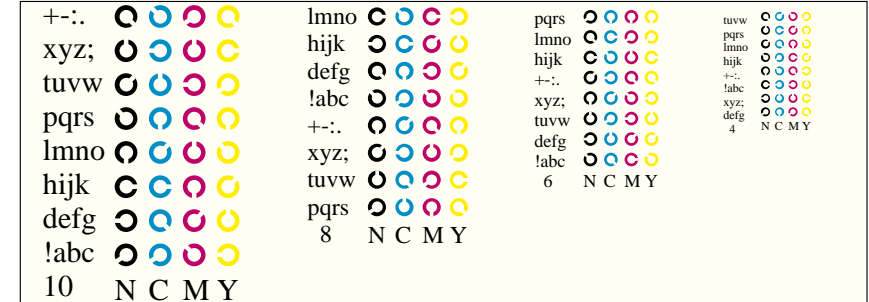 +-:.
xyz;
tuvw
pqrs
lmno
hijk
defg
!abc
10 N C M Y
lmno
hijk
defg
!abc
+-:.
xyz;
tuvw
pqrs
8 N C M Y
pqrs
lmno
hijk
+-:.
xyz;
tuvw
defg
!abc
6 N C M Y
tuvw
pqrs
lmno
hijk
+-:.
!abc
xyz;
defg
4 N C M Y